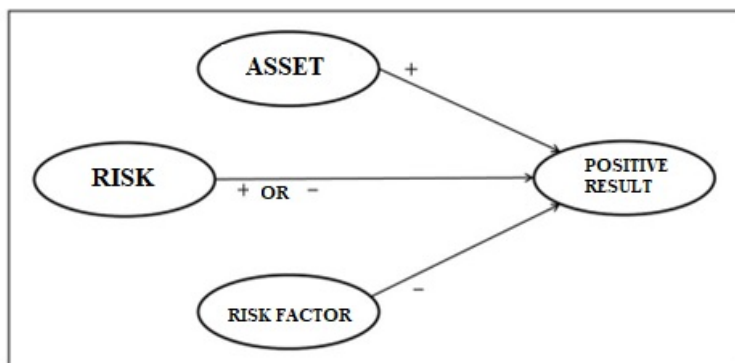 ASSET
+
RISK
+ OR −
POSITIVE
RESULT
RISK FACTOR
−